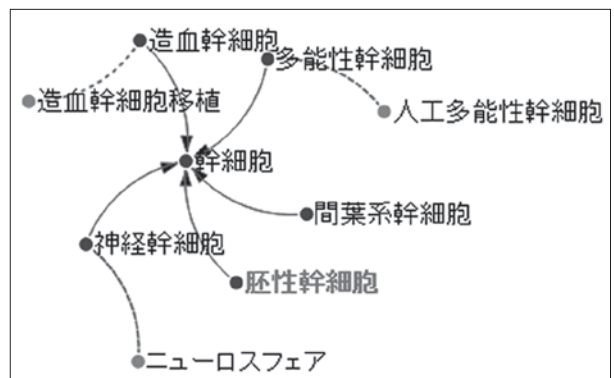 造血幹細胞
多能性幹細胞
造血幹細胞移植
人工多能性幹細胞
幹細胞
間葉系幹細胞
神経幹細胞
胚性幹細胞
ニューロスフェア